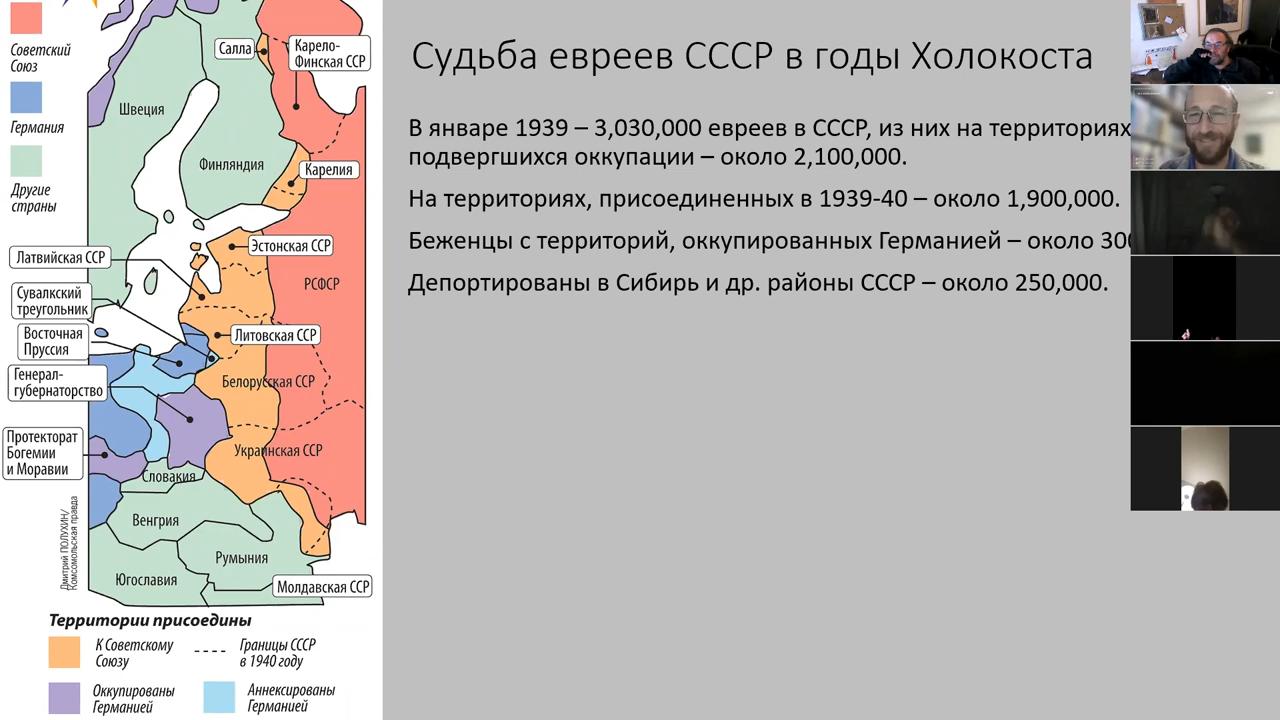 Советский
Союз
Германия
Другие
страны
Салла
Карело-
Финская ССР
Швеция
Финляндия
Карелия
Эстонская ССР
Латвийская ССР
РСФСР
Сувалкский
треугольник
Восточная
Пруссия
Литовская ССР
Генерал-
губернаторство
Белорусская ССР
Протекторат
Богемии
и Моравии
Украинская ССР
Словакия
Венгрия
Румыния
Югославия
Молдавская ССР
Дмитрий ПОЛУХИН/
Комсомольская правда
Территории присоедины
К Советскому
Союзу
Границы СССР
в 1940 году
Оккупированы
Германией
Аннексированы
Германией
Судьба евреев СССР в годы Холокоста
В январе 1939 – 3,030,000 евреев в СССР, из них на территориях
подвергшихся оккупации – около 2,100,000.
На территориях, присоединенных в 1939-40 – около 1,900,000.
Беженцы с территорий, оккупированных Германией – около
Депортированы в Сибирь и др. районы СССР – около 250,000.